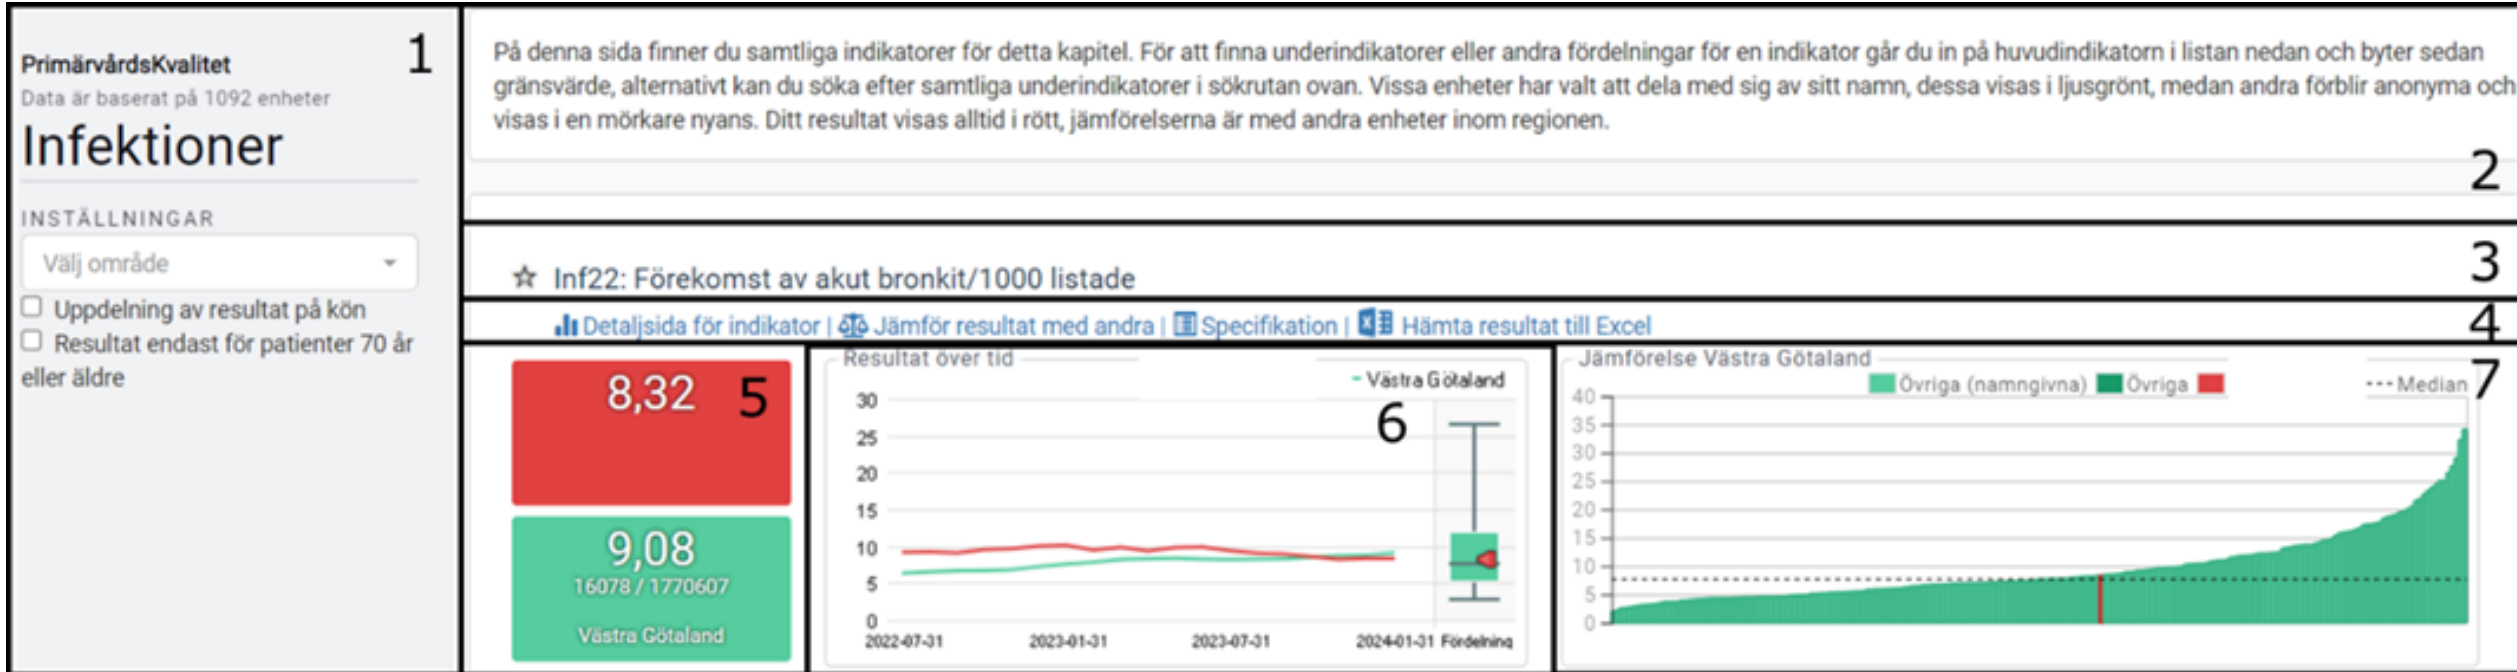 1
PrimärvårdsKvalitet
Data är baserat på 1092 enheter
Infektioner
INSTÄLLNINGAR
Välj område
Uppdelning av resultat på kön
Resultat endast för patienter 70 år
eller äldre
På denna sida finner du samtliga indikatorer för detta kapitel. För att finna underindikatorer eller andra fördelningar för en indikator går du in på huvudindikatorn i listan nedan och byter sedan
gränsvärde, alternativt kan du söka efter samtliga underindikatorer i sökrutan ovan. Vissa enheter har valt att dela med sig av sitt namn, dessa visas i ljusgrönt, medan andra förblir anonyma och
visas i en mörkare nyans. Ditt resultat visas alltid i rött, jämförelserna är med andra enheter inom regionen.
2
Inf22: Förekomst av akut bronkit/1000 listade
3
Detaljsida för indikator | Jämför resultat med andra | Specifikation | Hämta resultat till Excel
4
8,32
5
9,08
16078 / 1770607
Västra Götaland
Resultat över tid
Västra Götaland
6
30
25
20
15
10
5
0
2022-07-31 2023-01-31 2023-07-31 2024-01-31 Fördelning
Jämförelse Västra Götaland
Övriga (namngivna) Övriga Median
7
40
35
30
25
20
15
10
5
0